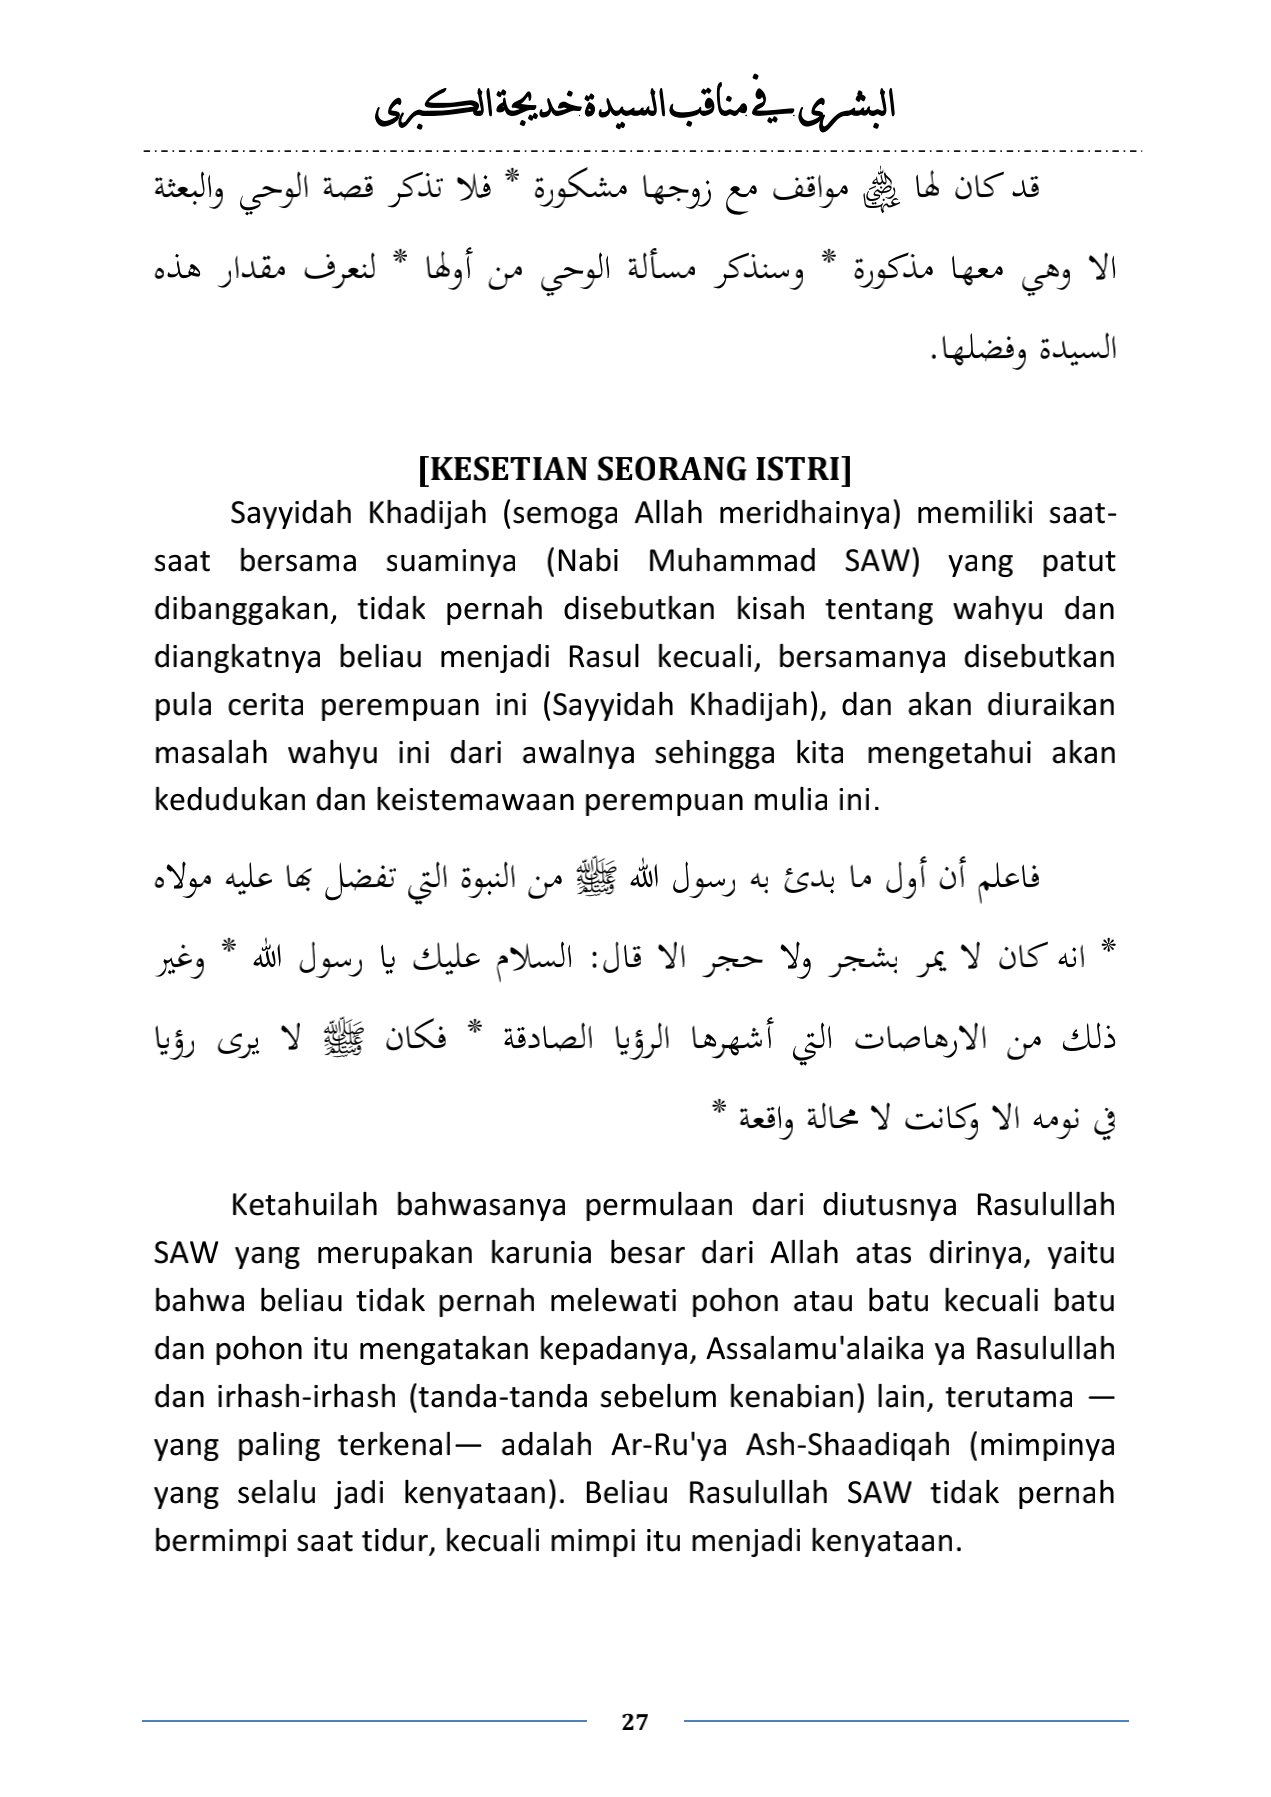 البشرى في مناقب السيدة خديجة الكبرى
قد كان لها ﵁ مواقف مع زوجها مشكورة * فلا تذكر قصة الوحي والبعثة
الا وهي معها مذكورة * وسنذكر مسألة الوحي من أولها * لنعرف مقدار هذه
السيدة وفضلها.
[KESETIAN SEORANG ISTRI]
Sayyidah Khadijah (semoga Allah meridhainya) memiliki saat-
saat bersama suaminya (Nabi Muhammad SAW) yang patut
dibanggakan, tidak pernah disebutkan kisah tentang wahyu dan
diangkatnya beliau menjadi Rasul kecuali, bersamanya disebutkan
pula cerita perempuan ini (Sayyidah Khadijah), dan akan diuraikan
masalah wahyu ini dari awalnya sehingga kita mengetahui akan
kedudukan dan keistemawaan perempuan mulia ini.
فاعلم أن أول ما بدئ به رسول الله ﷺ من النبوة التي تفضل بها عليه مولاه
* انه كان لا يمر بشجر ولا حجر الا قال: السلام عليك يا رسول الله * وغير
ذلك من الارهاصات التي أشهرها الرؤيا الصادقة * فكان ﷺ لا يرى رؤيا
في نومه الا وكانت لا محالة واقعة *
Ketahuilah bahwasanya permulaan dari diutusnya Rasulullah
SAW yang merupakan karunia besar dari Allah atas dirinya, yaitu
bahwa beliau tidak pernah melewati pohon atau batu kecuali batu
dan pohon itu mengatakan kepadanya, Assalamu'alaika ya Rasulullah
dan irhash-irhash (tanda-tanda sebelum kenabian) lain, terutama —
yang paling terkenal— adalah Ar-Ru'ya Ash-Shaadiqah (mimpinya
yang selalu jadi kenyataan). Beliau Rasulullah SAW tidak pernah
bermimpi saat tidur, kecuali mimpi itu menjadi kenyataan.
27